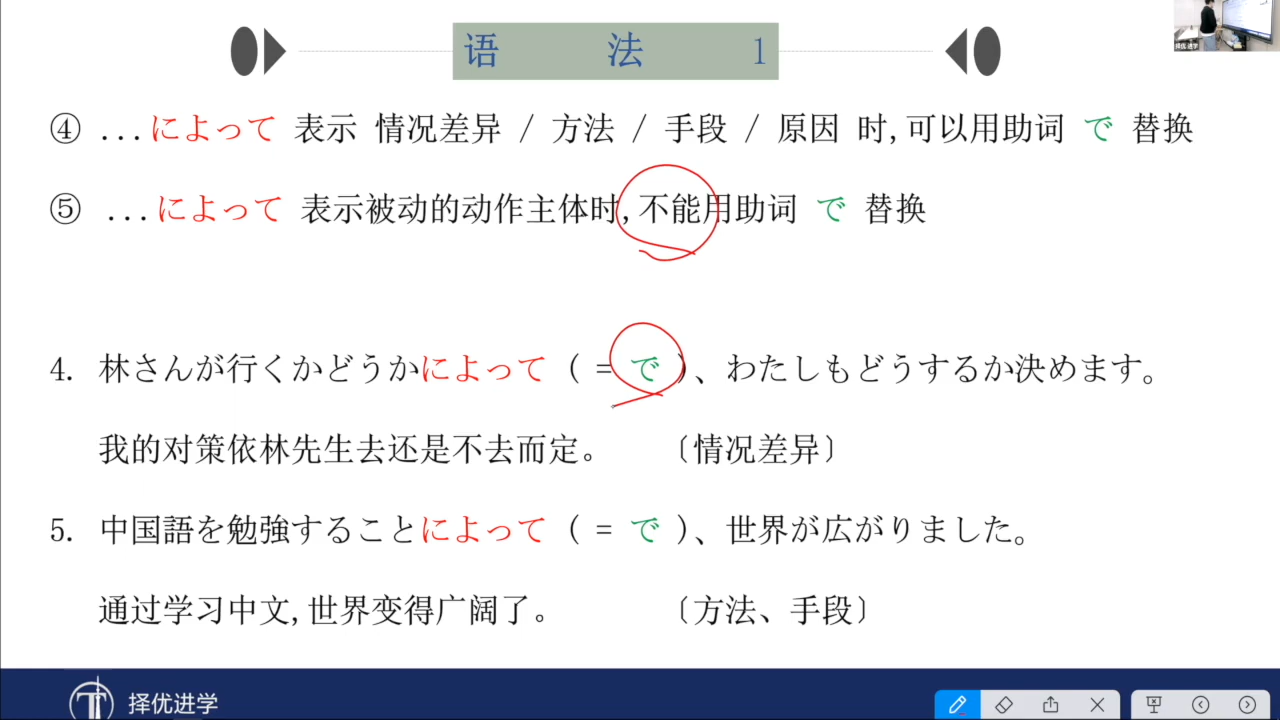 语 法 1
择优进学
④ ...によって 表示 情况差异 / 方法 / 手段 / 原因 时,可以用助词 で 替换
⑤ ...によって 表示被动的动作主体时,不能用助词 で 替换
4. 林さんが行くかどうかによって ( = で )、わたしもどうするか決めます。
我的对策依林先生去还是不去而定。 〔情况差异〕
5. 中国語を勉強することによって ( = で )、世界が広がりました。
通过学习中文,世界变得广阔了。 〔方法、手段〕
择优进学